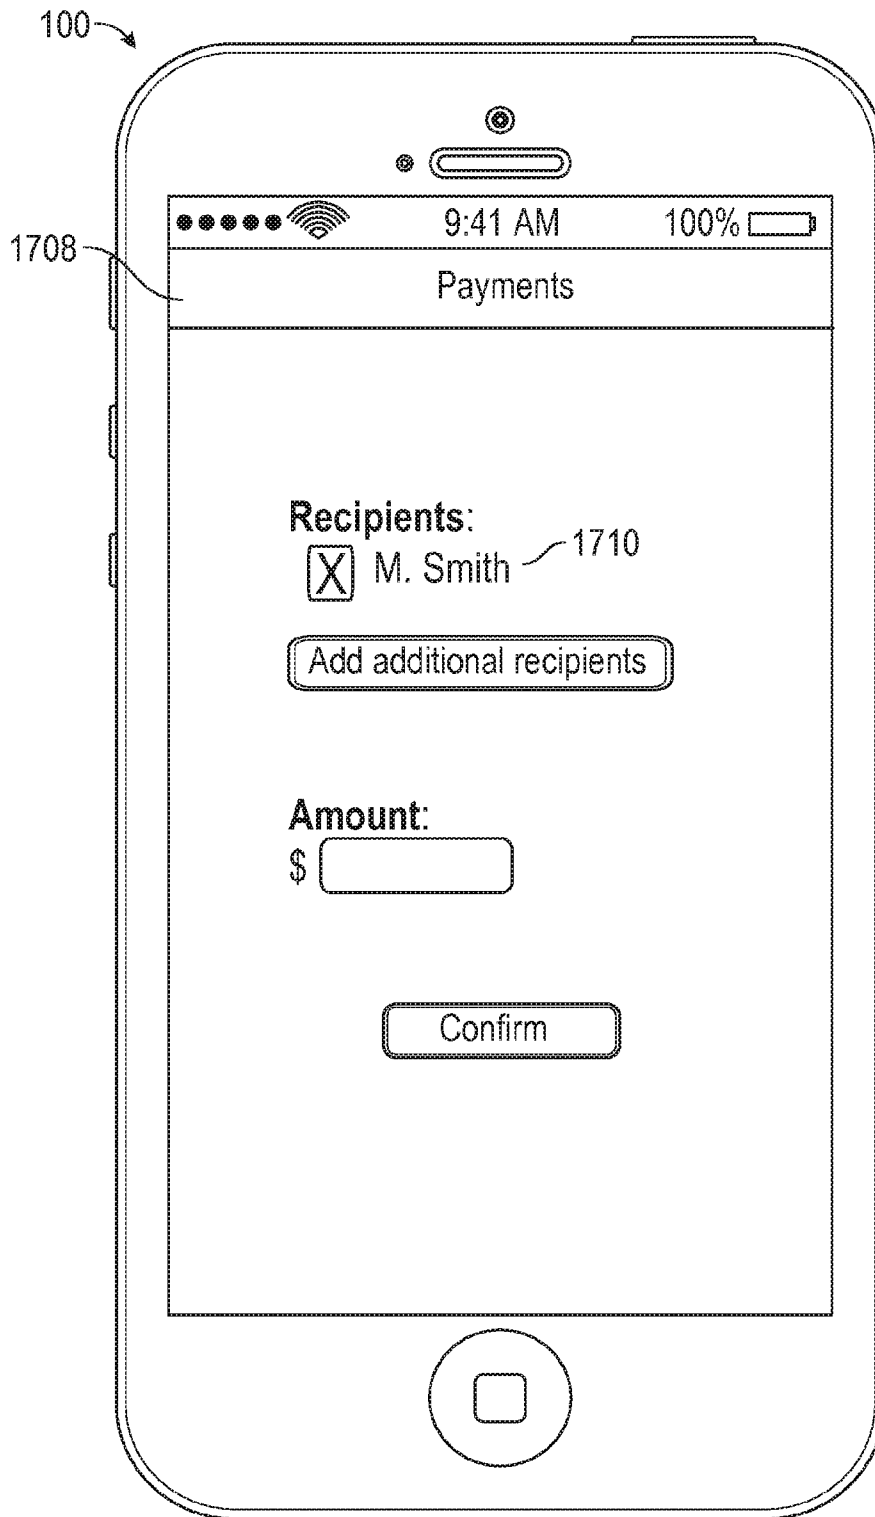 100
9:41 AM 100%
1708
Payments
Recipients:
X M. Smith 1710
Add additional recipients
Amount:
$
Confirm